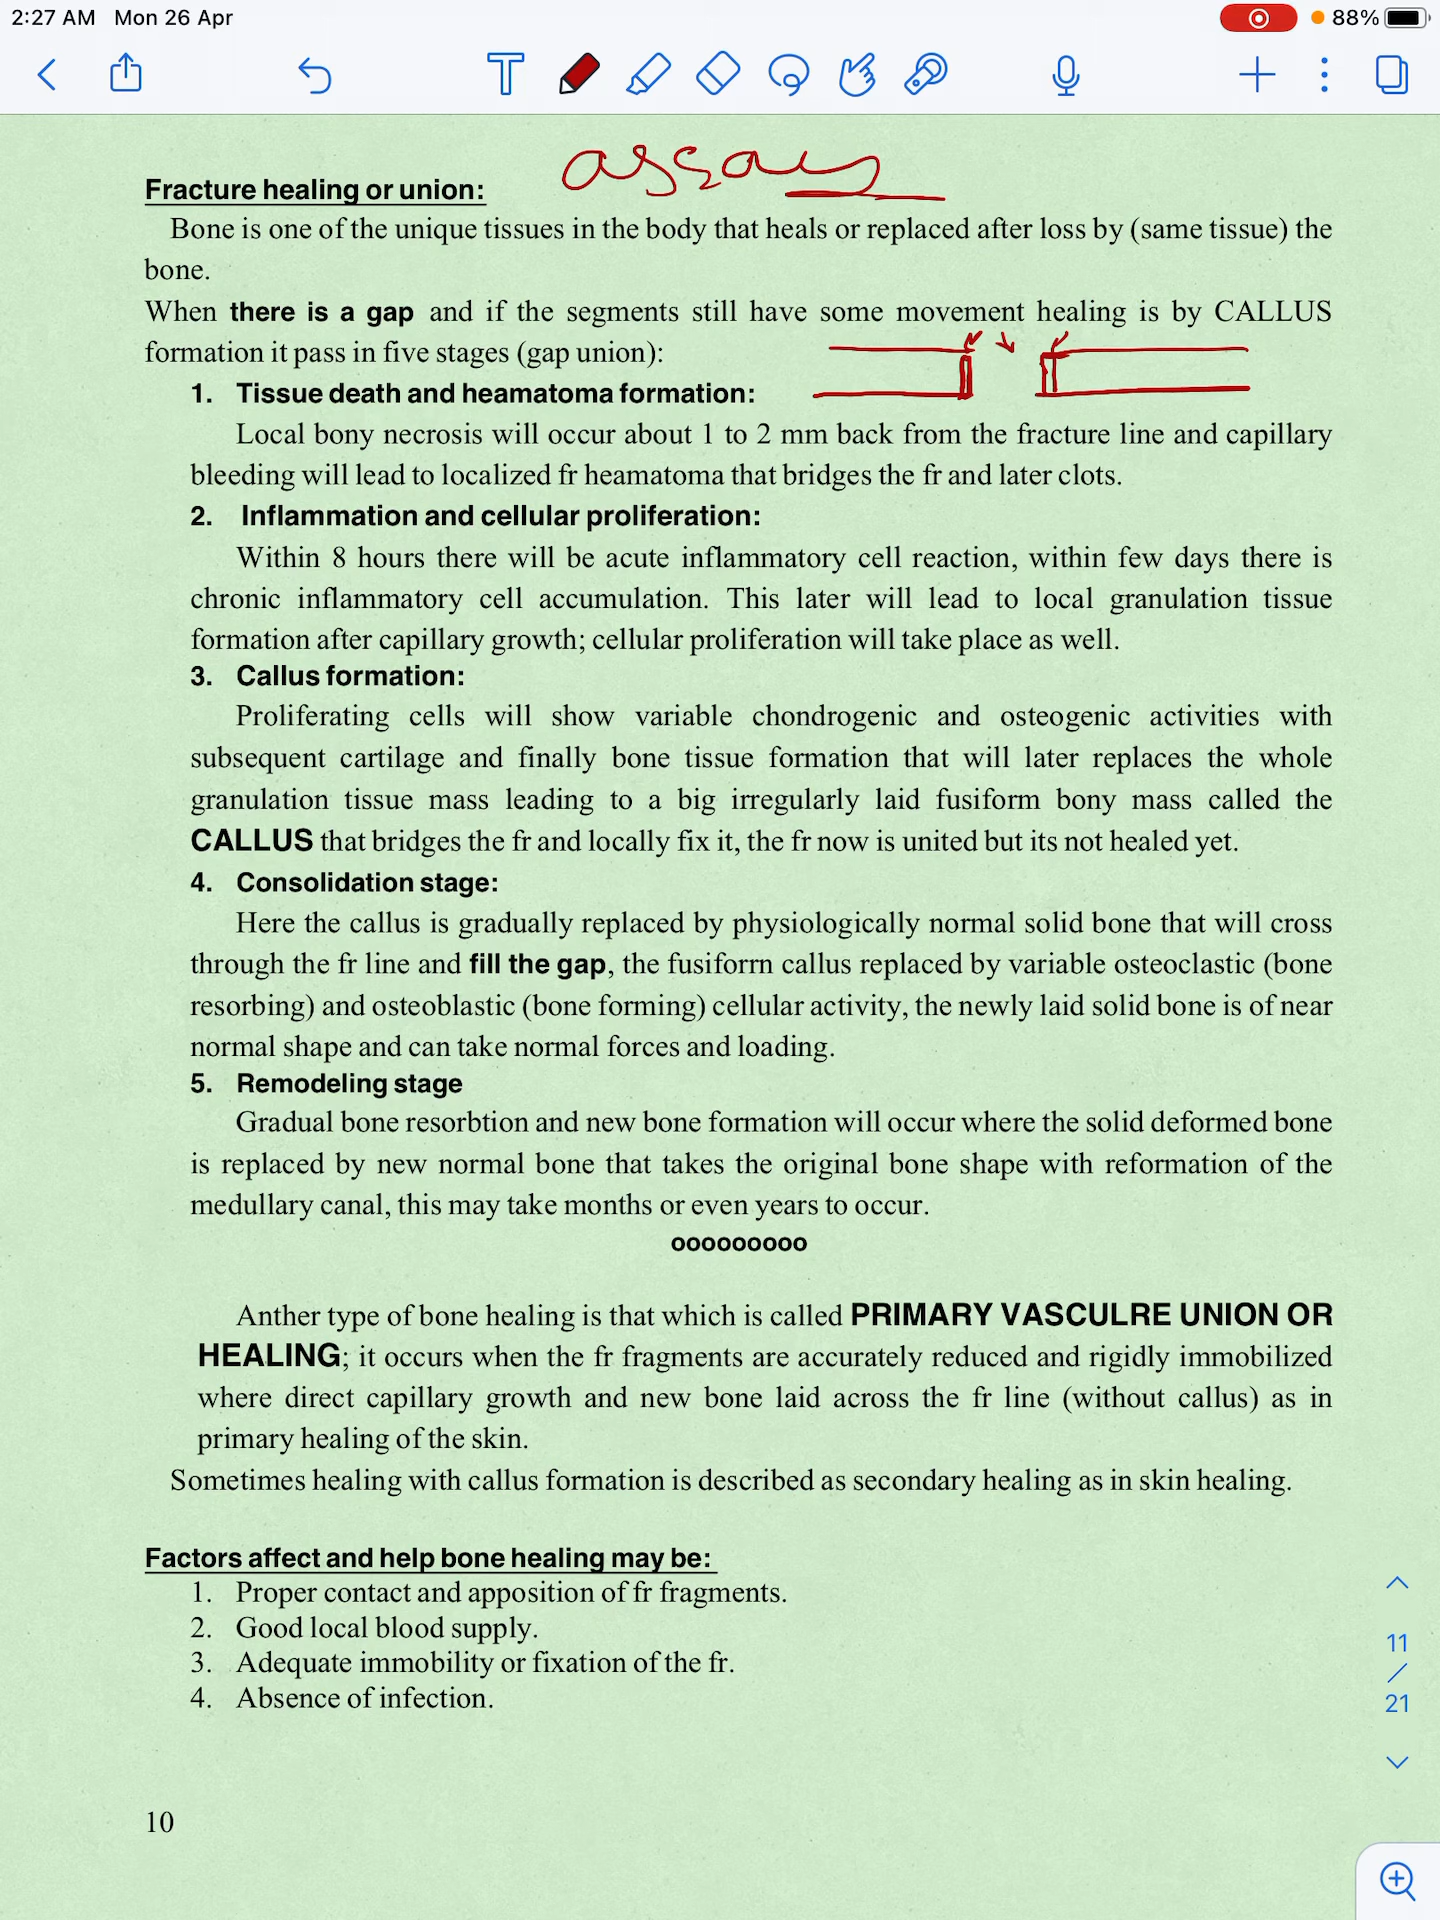 2:27 AM Mon 26 Apr
88%
T
assay
Fracture healing or union:
Bone is one of the unique tissues in the body that heals or replaced after loss by (same tissue) the
bone.
When there is a gap and if the segments still have some movement healing is by CALLUS
formation it pass in five stages (gap union):
1. Tissue death and heamatoma formation:
Local bony necrosis will occur about 1 to 2 mm back from the fracture line and capillary
bleeding will lead to localized fr heamatoma that bridges the fr and later clots.
2. Inflammation and cellular proliferation:
Within 8 hours there will be acute inflammatory cell reaction, within few days there is
chronic inflammatory cell accumulation. This later will lead to local granulation tissue
formation after capillary growth; cellular proliferation will take place as well.
3. Callus formation:
Proliferating cells will show variable chondrogenic and osteogenic activities with
subsequent cartilage and finally bone tissue formation that will later replaces the whole
granulation tissue mass leading to a big irregularly laid fusiform bony mass called the
CALLUS that bridges the fr and locally fix it, the fr now is united but its not healed yet.
4. Consolidation stage:
Here the callus is gradually replaced by physiologically normal solid bone that will cross
through the fr line and fill the gap, the fusiforrn callus replaced by variable osteoclastic (bone
resorbing) and osteoblastic (bone forming) cellular activity, the newly laid solid bone is of near
normal shape and can take normal forces and loading.
5. Remodeling stage
Gradual bone resorbtion and new bone formation will occur where the solid deformed bone
is replaced by new normal bone that takes the original bone shape with reformation of the
medullary canal, this may take months or even years to occur.
ooooooooo
Anther type of bone healing is that which is called PRIMARY VASCULRE UNION OR
HEALING; it occurs when the fr fragments are accurately reduced and rigidly immobilized
where direct capillary growth and new bone laid across the fr line (without callus) as in
primary healing of the skin.
Sometimes healing with callus formation is described as secondary healing as in skin healing.
Factors affect and help bone healing may be:
1. Proper contact and apposition of fr fragments.
2. Good local blood supply.
3. Adequate immobility or fixation of the fr.
4. Absence of infection.
11
/
21
10